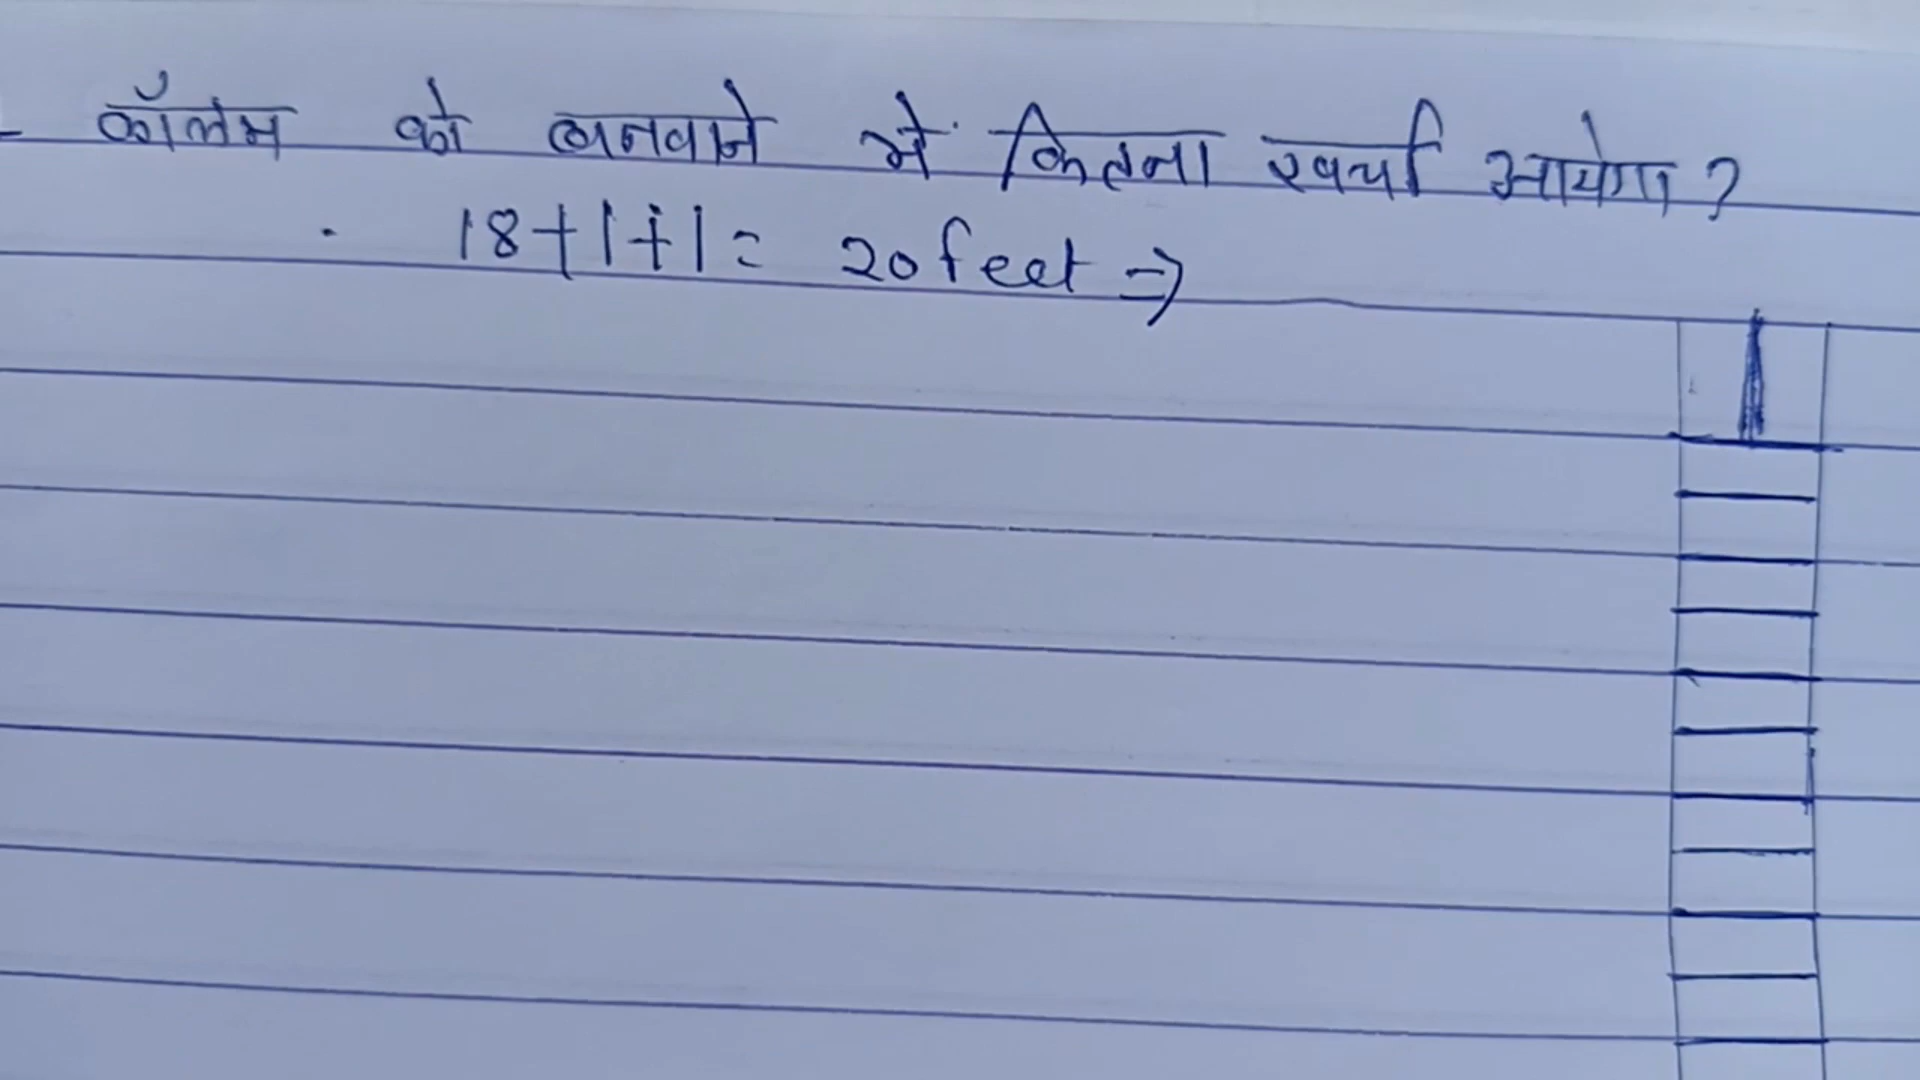 कॉलम को बनवाने में कितना खर्चा आयेगा ?
18+1+1= 20 feet ⇒